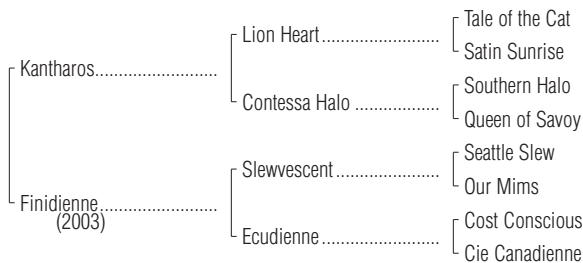 Tale of the Cat
Lion Heart......................
Satin Sunrise
Kantharos.......................
Southern Halo
Contessa Halo ................
Queen of Savoy
Seattle Slew
Slewvescent...................
Our Mims
Finidienne......................
(2003)
Cost Conscious
Ecudienne......................
Cie Canadienne